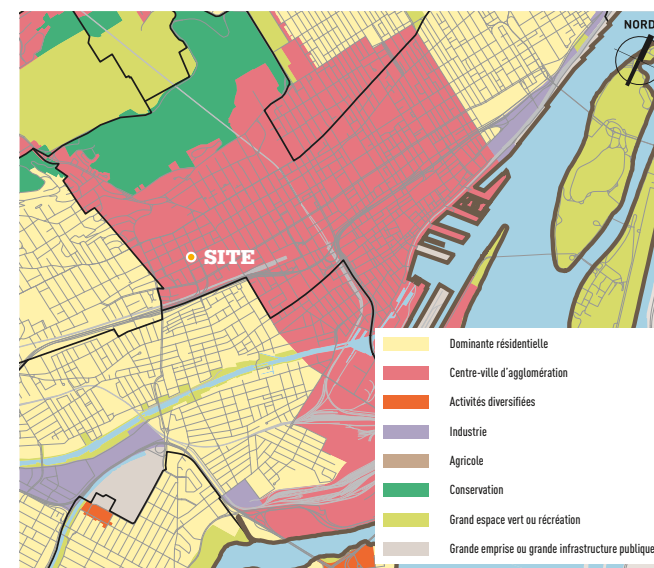 NORD
SITE
Dominante résidentielle
Centre-ville d'agglomération
Activités diversifiées
Industrie
Agricole
Conservation
Grand espace vert ou récréation
Grande emprise ou grande infrastructure publique